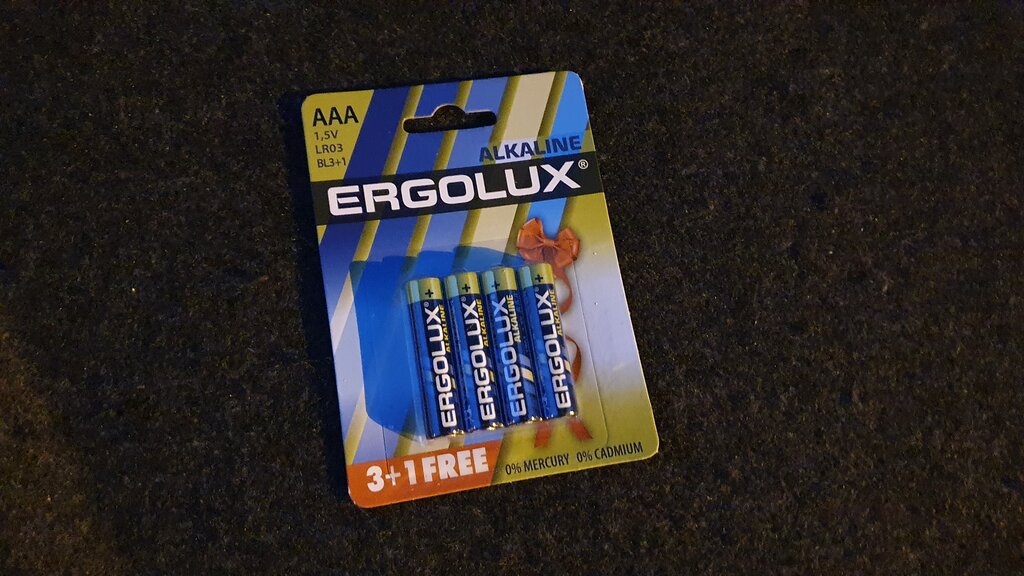 AAA
1,5V
LR03
BL3+1
ALKALINE
ERGOLUX®
ERGOLUX®
ALKALINE
ERGOLUX®
ALKALINE
ERGOLUX®
ALKALINE
ERGOLUX®
ALKALINE
3+1 FREE
0% MERCURY 0% CADMIUM